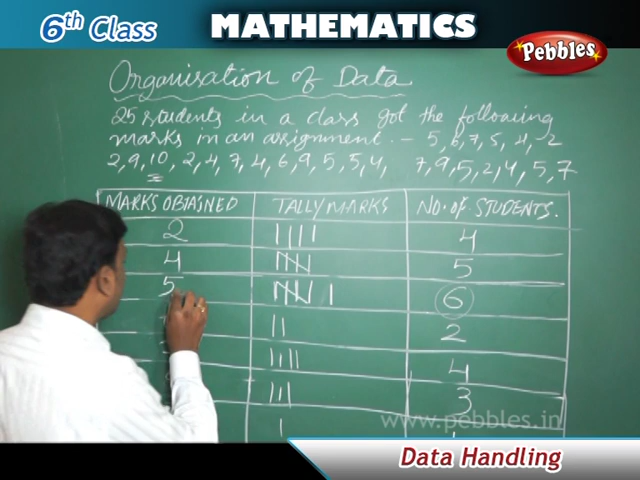 6th Class
MATHEMATICS
Pebbles
Organisation of Data
25 students in a class got the following
marks in an assignment. - 5, 6, 7, 5, 4, 2
2, 9, 10, 2, 4, 7, 4, 6, 9, 5, 5, 4, 7, 9, 5, 2, 4, 5, 7
MARKS OBTAINED TALLY MARKS NO. of STUDENTS.
2 |||| 4
4 5
5 6
|| 2
|||| 4
||| 3
|
www.pebbles.in
Data Handling